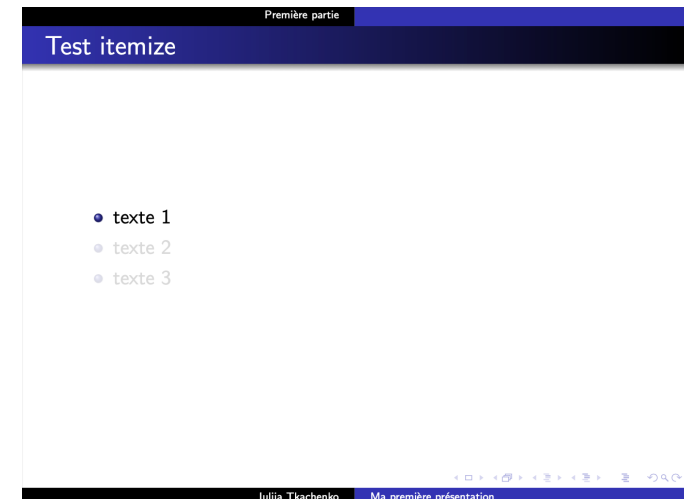 Première partie
Test itemize
texte 1
texte 2
texte 3
Iuliia Tkachenko Ma première présentation